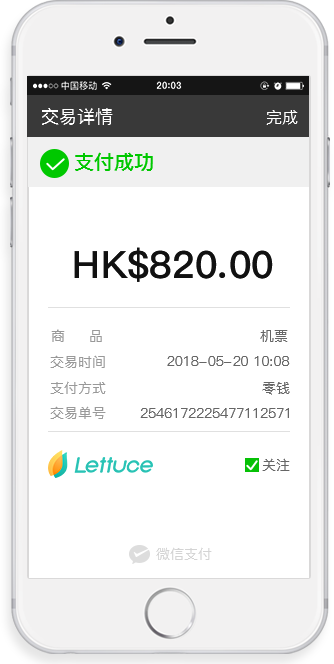 中国移动 20:03
交易详情 完成
支付成功
HK$820.00
商 品 机票
交易时间 2018-05-20 10:08
支付方式 零钱
交易单号 2546172225477112571
Lettuce 关注
微信支付